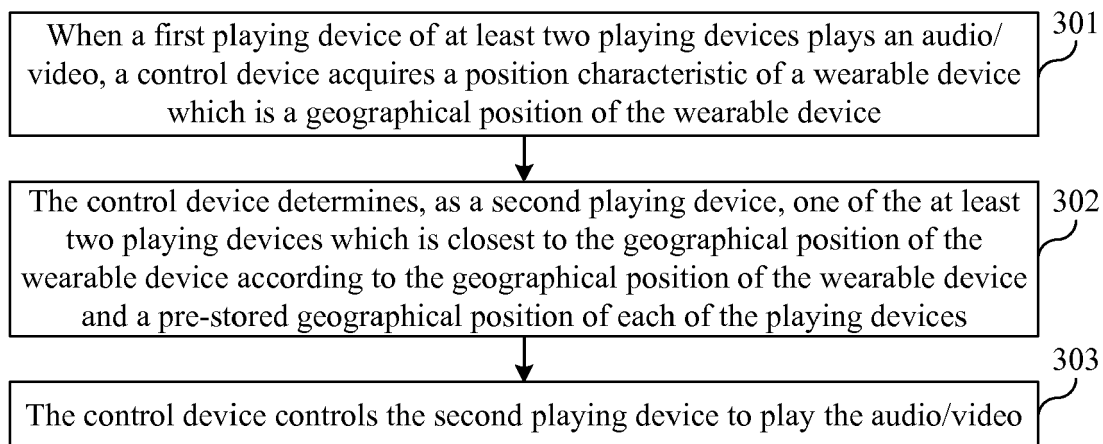 When a first playing device of at least two playing devices plays an audio/
video, a control device acquires a position characteristic of a wearable device
which is a geographical position of the wearable device
301
The control device determines, as a second playing device, one of the at least
two playing devices which is closest to the geographical position of the
wearable device according to the geographical position of the wearable device
and a pre-stored geographical position of each of the playing devices
302
The control device controls the second playing device to play the audio/video
303